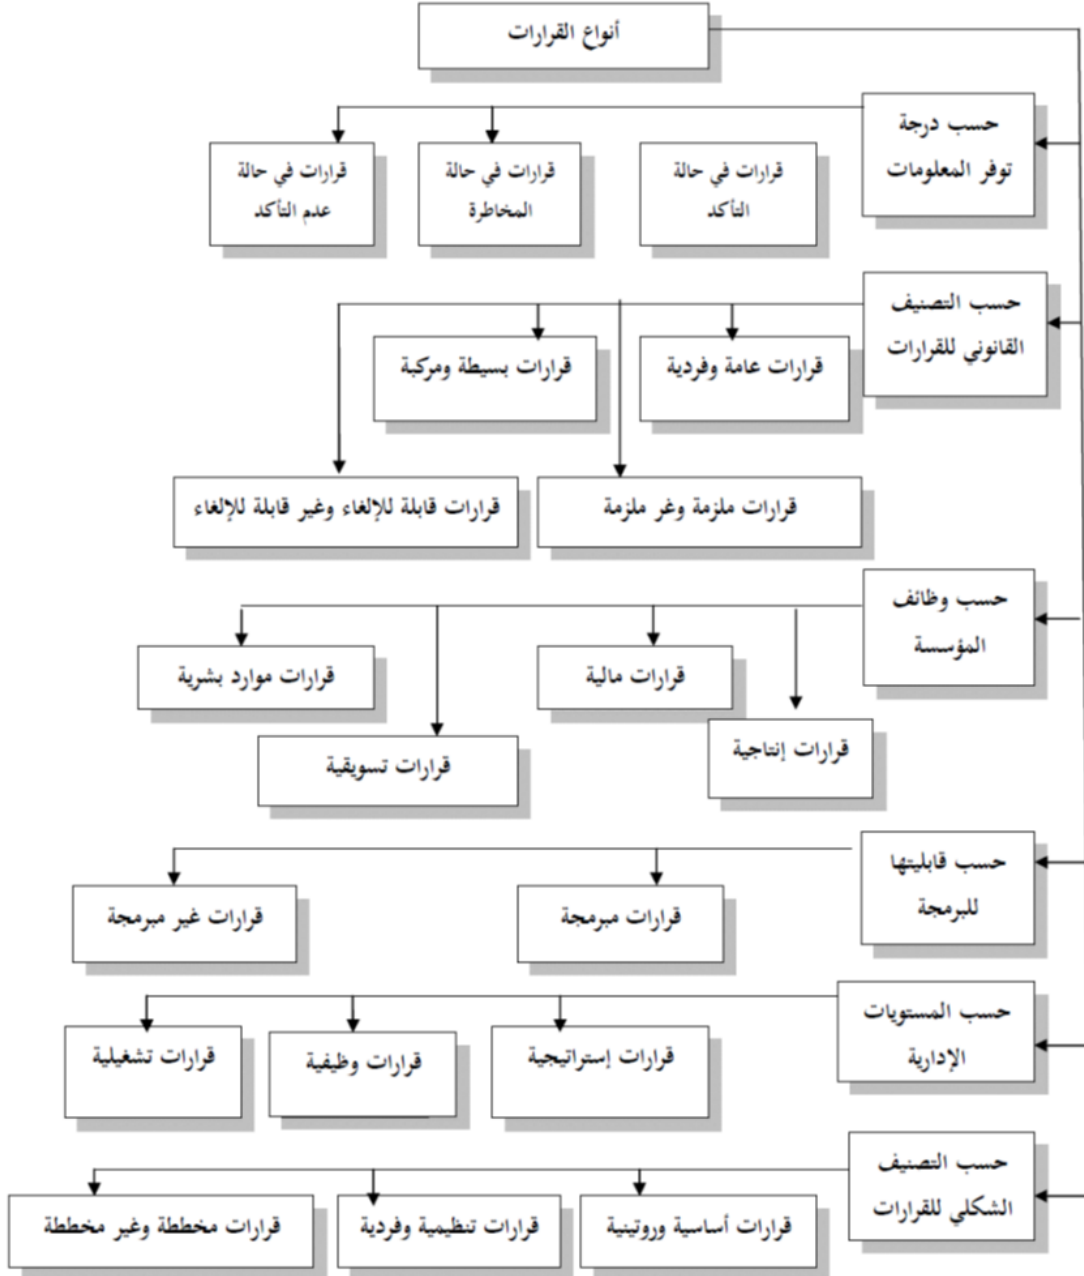 أنواع القرارات
حسب درجة
توفر المعلومات
قرارات في حالة
التأكد
قرارات في حالة
المخاطرة
قرارات في حالة
عدم التأكد
حسب التصنيف
القانوني للقرارات
قرارات عامة وفردية
قرارات بسيطة ومركبة
قرارات ملزمة وغر ملزمة
قرارات قابلة للإلغاء وغير قابلة للإلغاء
حسب وظائف
المؤسسة
قرارات إنتاجية
قرارات مالية
قرارات تسويقية
قرارات موارد بشرية
حسب قابليتها
للبرمجة
قرارات مبرمجة
قرارات غير مبرمجة
حسب المستويات
الإدارية
قرارات إستراتيجية
قرارات وظيفية
قرارات تشغيلية
حسب التصنيف
الشكلي للقرارات
قرارات أساسية وروتينية
قرارات تنظيمية وفردية
قرارات مخططة وغير مخططة